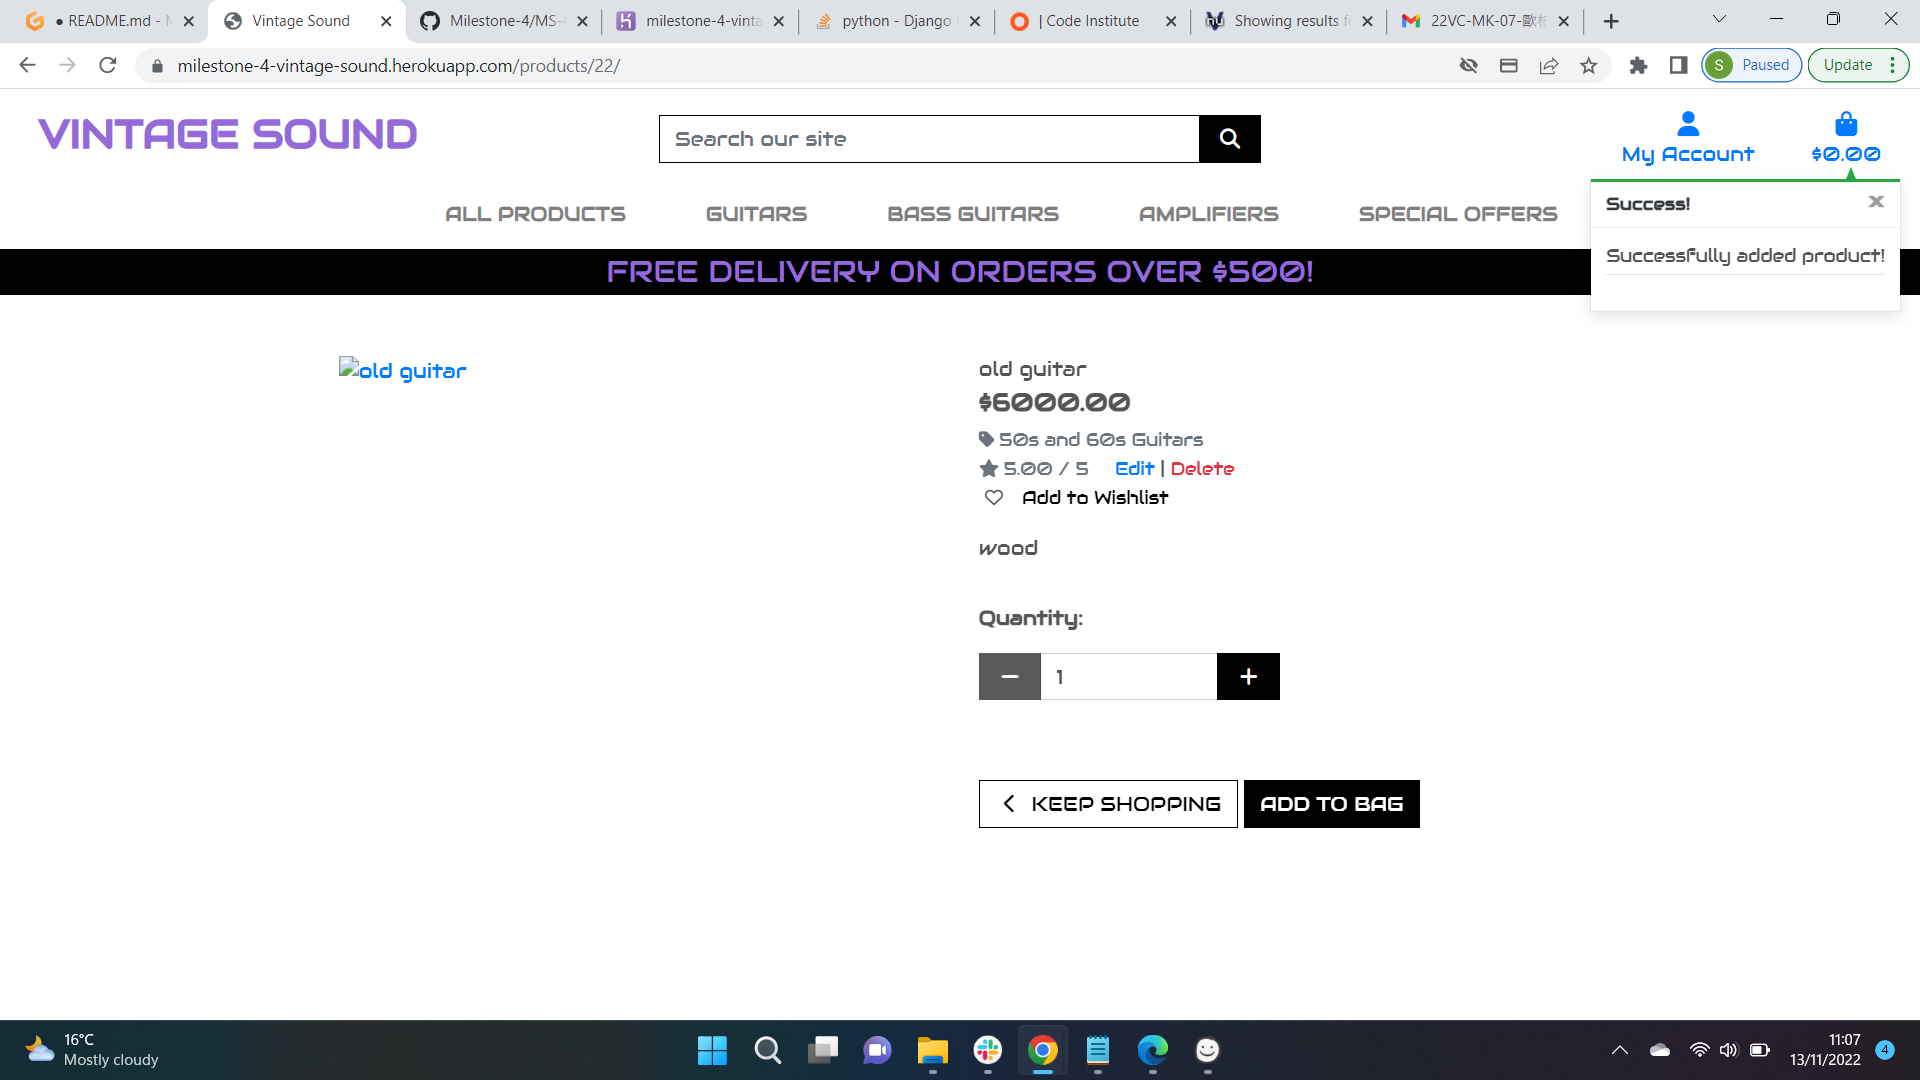 README.md - M
Vintage Sound
Milestone-4/MS-4
milestone-4-vinta
python - Django
| Code Institute
Showing results f
22VC-MK-07-歐
milestone-4-vintage-sound.herokuapp.com/products/22/
S
Paused
Update
VINTAGE SOUND
Search our site
My Account
$0.00
ALL PRODUCTS
GUITARS
BASS GUITARS
AMPLIFIERS
SPECIAL OFFERS
Success!
x
Successfully added product!
FREE DELIVERY ON ORDERS OVER $500!
old guitar
old guitar
$6000.00
50s and 60s Guitars
5.00 / 5 Edit | Delete
Add to Wishlist
wood
Quantity:
1
KEEP SHOPPING
ADD TO BAG
16°C
Mostly cloudy
11:07
13/11/2022
4